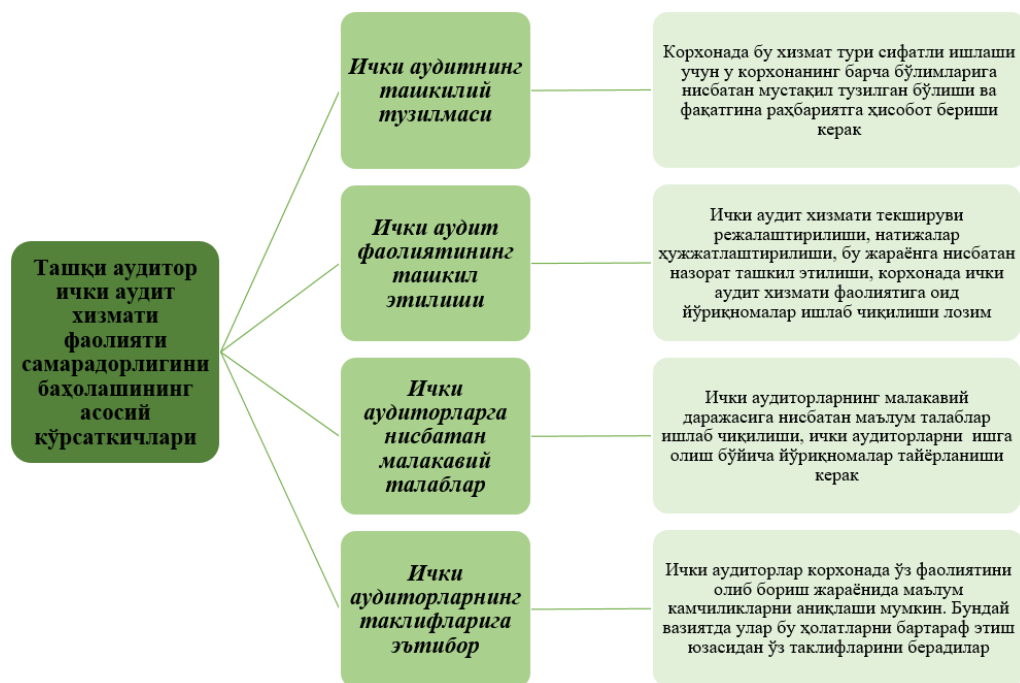 Ташқи аудитор
ички аудит
хизмати
фаолияти
самарадорлигини
баҳолашининг
асосий
кўрсаткичлари
Ички аудитнинг
ташкилий
тузилмаси
Корхонада бу хизмат тури сифатли ишлаши
учун у корхонанинг барча бўлимларига
нисбатан мустақил тузилган бўлиши ва
фақатгина раҳбариятга ҳисобот бериши
керак
Ички аудит
фаолиятининг
ташкил
этилиши
Ички аудит хизмати текшируви
режалаштирилиши, натижалар
ҳужжатлаштирилиши, бу жараёнга нисбатан
назорат ташкил этилиши, корхонада ички
аудит хизмати фаолиятига оид
йўриқномалар ишлаб чиқилиши лозим
Ички
аудиторларга
нисбатан
малакавий
талаблар
Ички аудиторларнинг малакавий
даражасига нисбатан маълум талаблар
ишлаб чиқилиши, ички аудиторларни ишга
олиш бўйича йўриқномалар тайёрланиши
керак
Ички
аудиторларнинг
таклифларига
эътибор
Ички аудиторлар корхонада ўз фаолиятини
олиб бориш жараёнида маълум
камчиликларни аниқлаши мумкин. Бундай
вазиятда улар бу ҳолатларни бартараф этиш
юзасидан ўз таклифларини берадилар